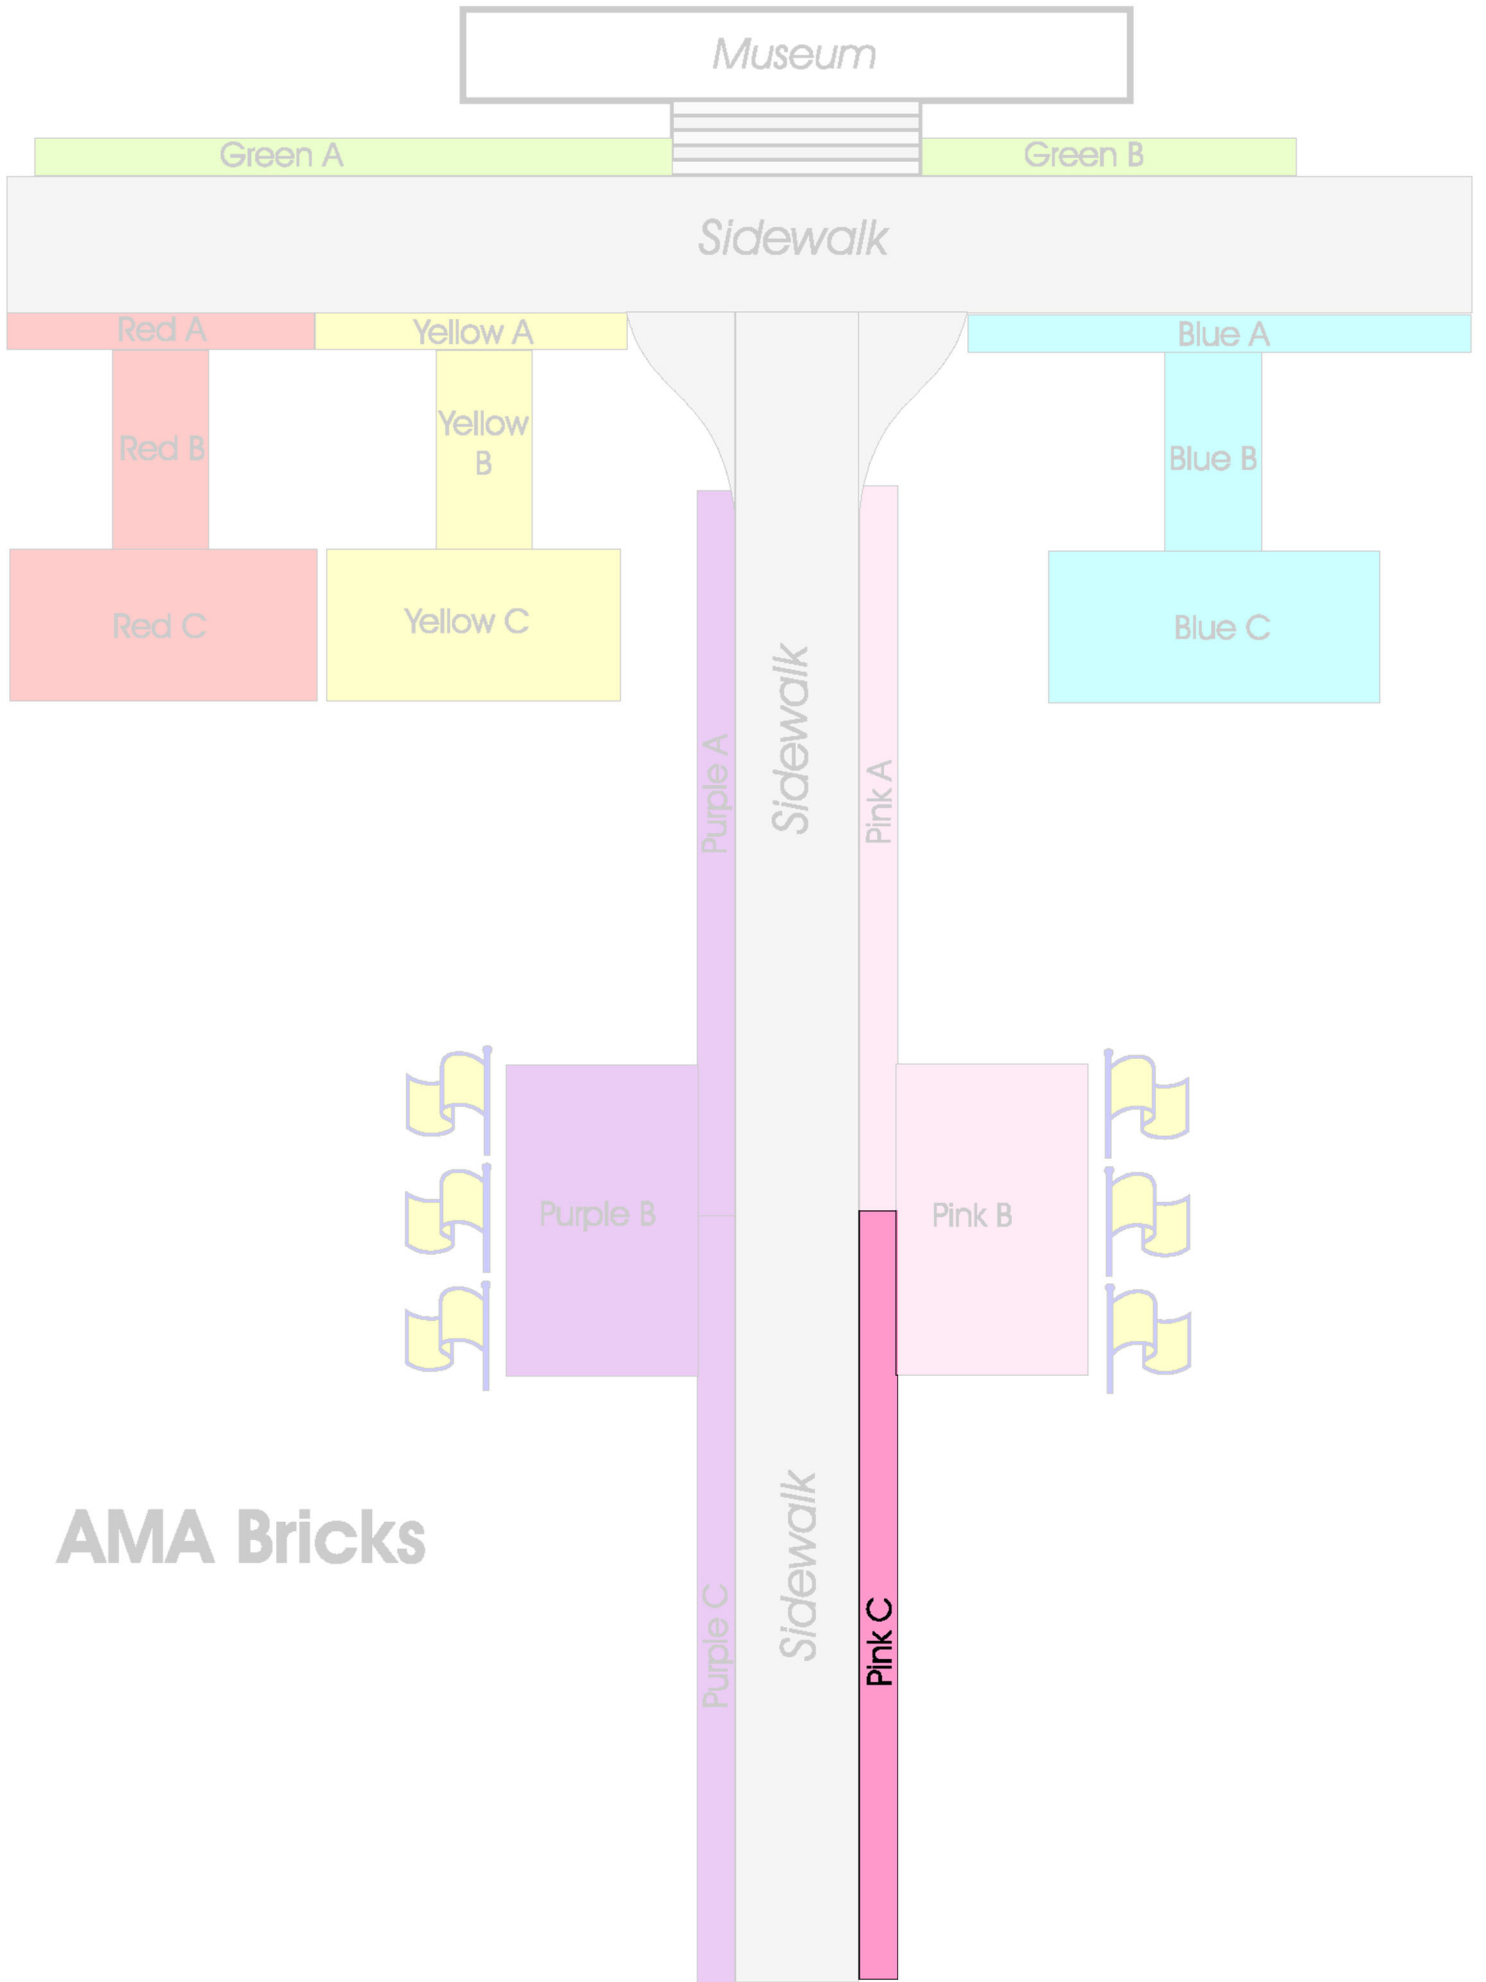 Museum
Green A
Green B
Sidewalk
Red A
Yellow A
Blue A
Red B
Yellow
B
Blue B
Red C
Yellow C
Blue C
Sidewalk
Purple A
Pink A
Purple B
Pink B
AMA Bricks
Sidewalk
Purple C
Pink C